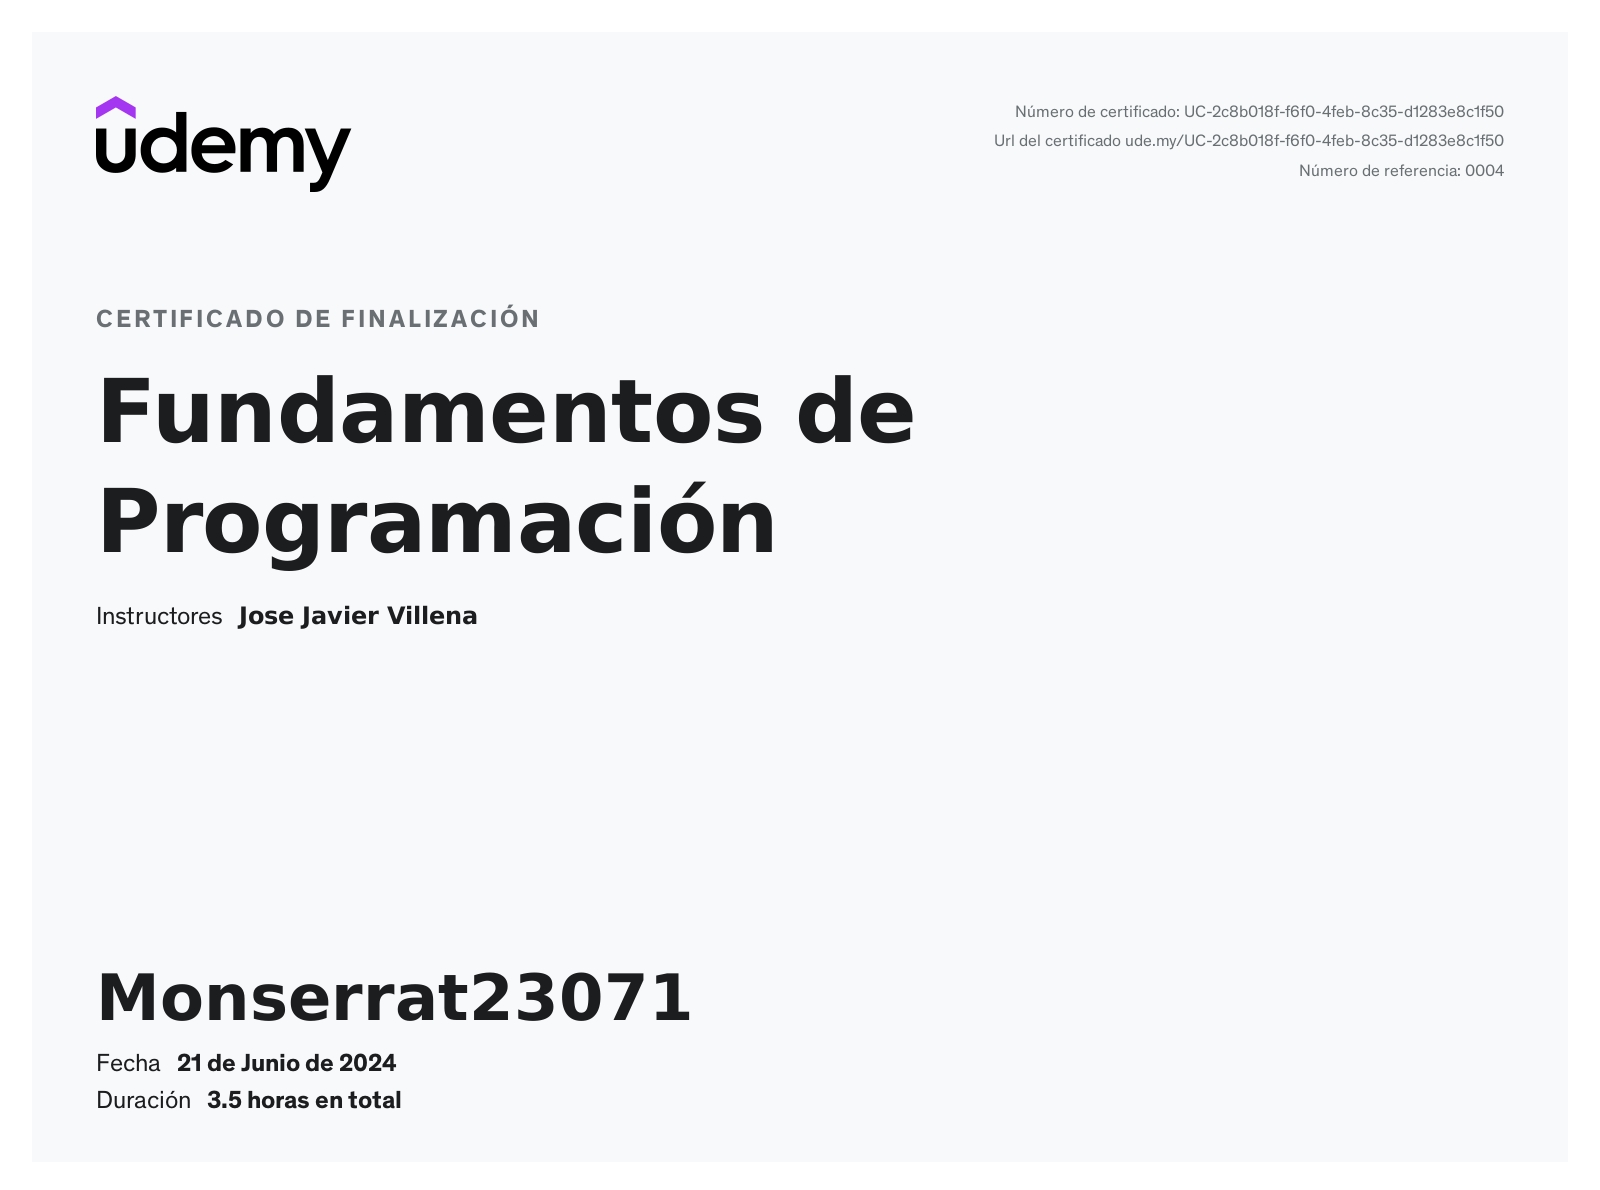 udemy
Número de certificado: UC-2c8b018f-f6f0-4feb-8c35-d1283e8c1f50
Url del certificado ude.my/UC-2c8b018f-f6f0-4feb-8c35-d1283e8c1f50
Número de referencia: 0004
CERTIFICADO DE FINALIZACIÓN
Fundamentos de
Programación
Instructores Jose Javier Villena
Monserrat23071
Fecha 21 de Junio de 2024
Duración 3.5 horas en total